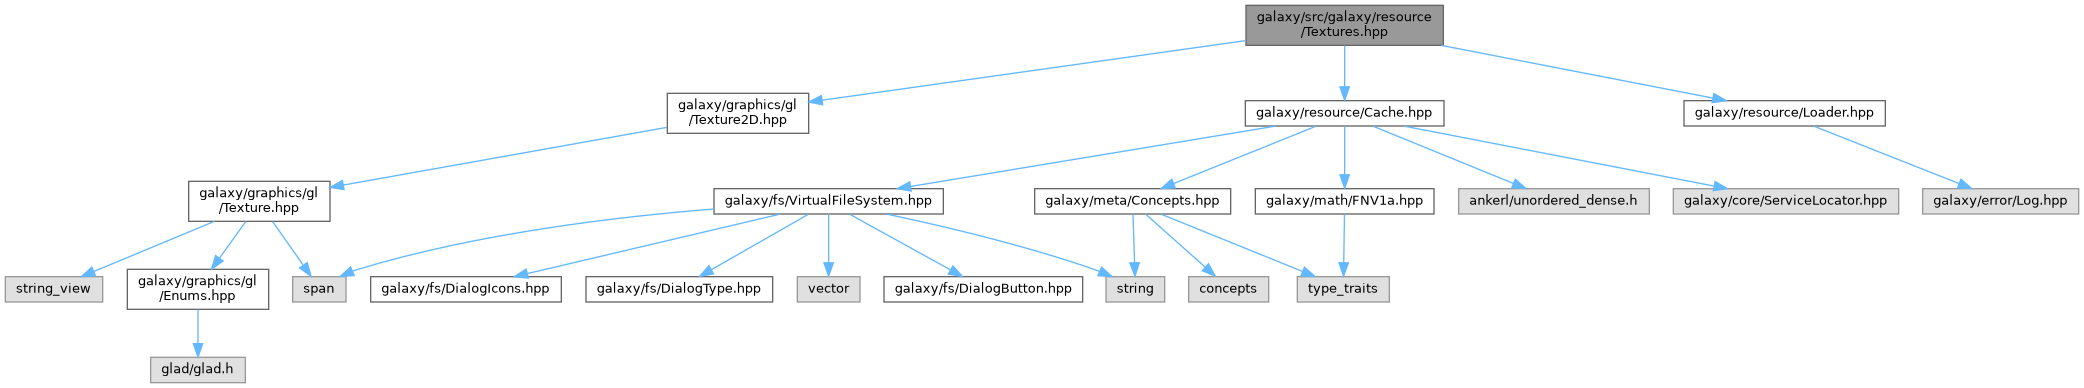 galaxy/src/galaxy/resource
/Textures.hpp
galaxy/graphics/gl
/Texture2D.hpp
galaxy/resource/Cache.hpp
galaxy/resource/Loader.hpp
galaxy/graphics/gl
/Texture.hpp
galaxy/fs/VirtualFileSystem.hpp
galaxy/meta/Concepts.hpp
galaxy/math/FNV1a.hpp
ankerl/unordered_dense.h
galaxy/core/ServiceLocator.hpp
galaxy/error/Log.hpp
string_view
galaxy/graphics/gl
/Enums.hpp
span
galaxy/fs/DialogIcons.hpp
galaxy/fs/DialogType.hpp
vector
galaxy/fs/DialogButton.hpp
string
concepts
type_traits
glad/glad.h